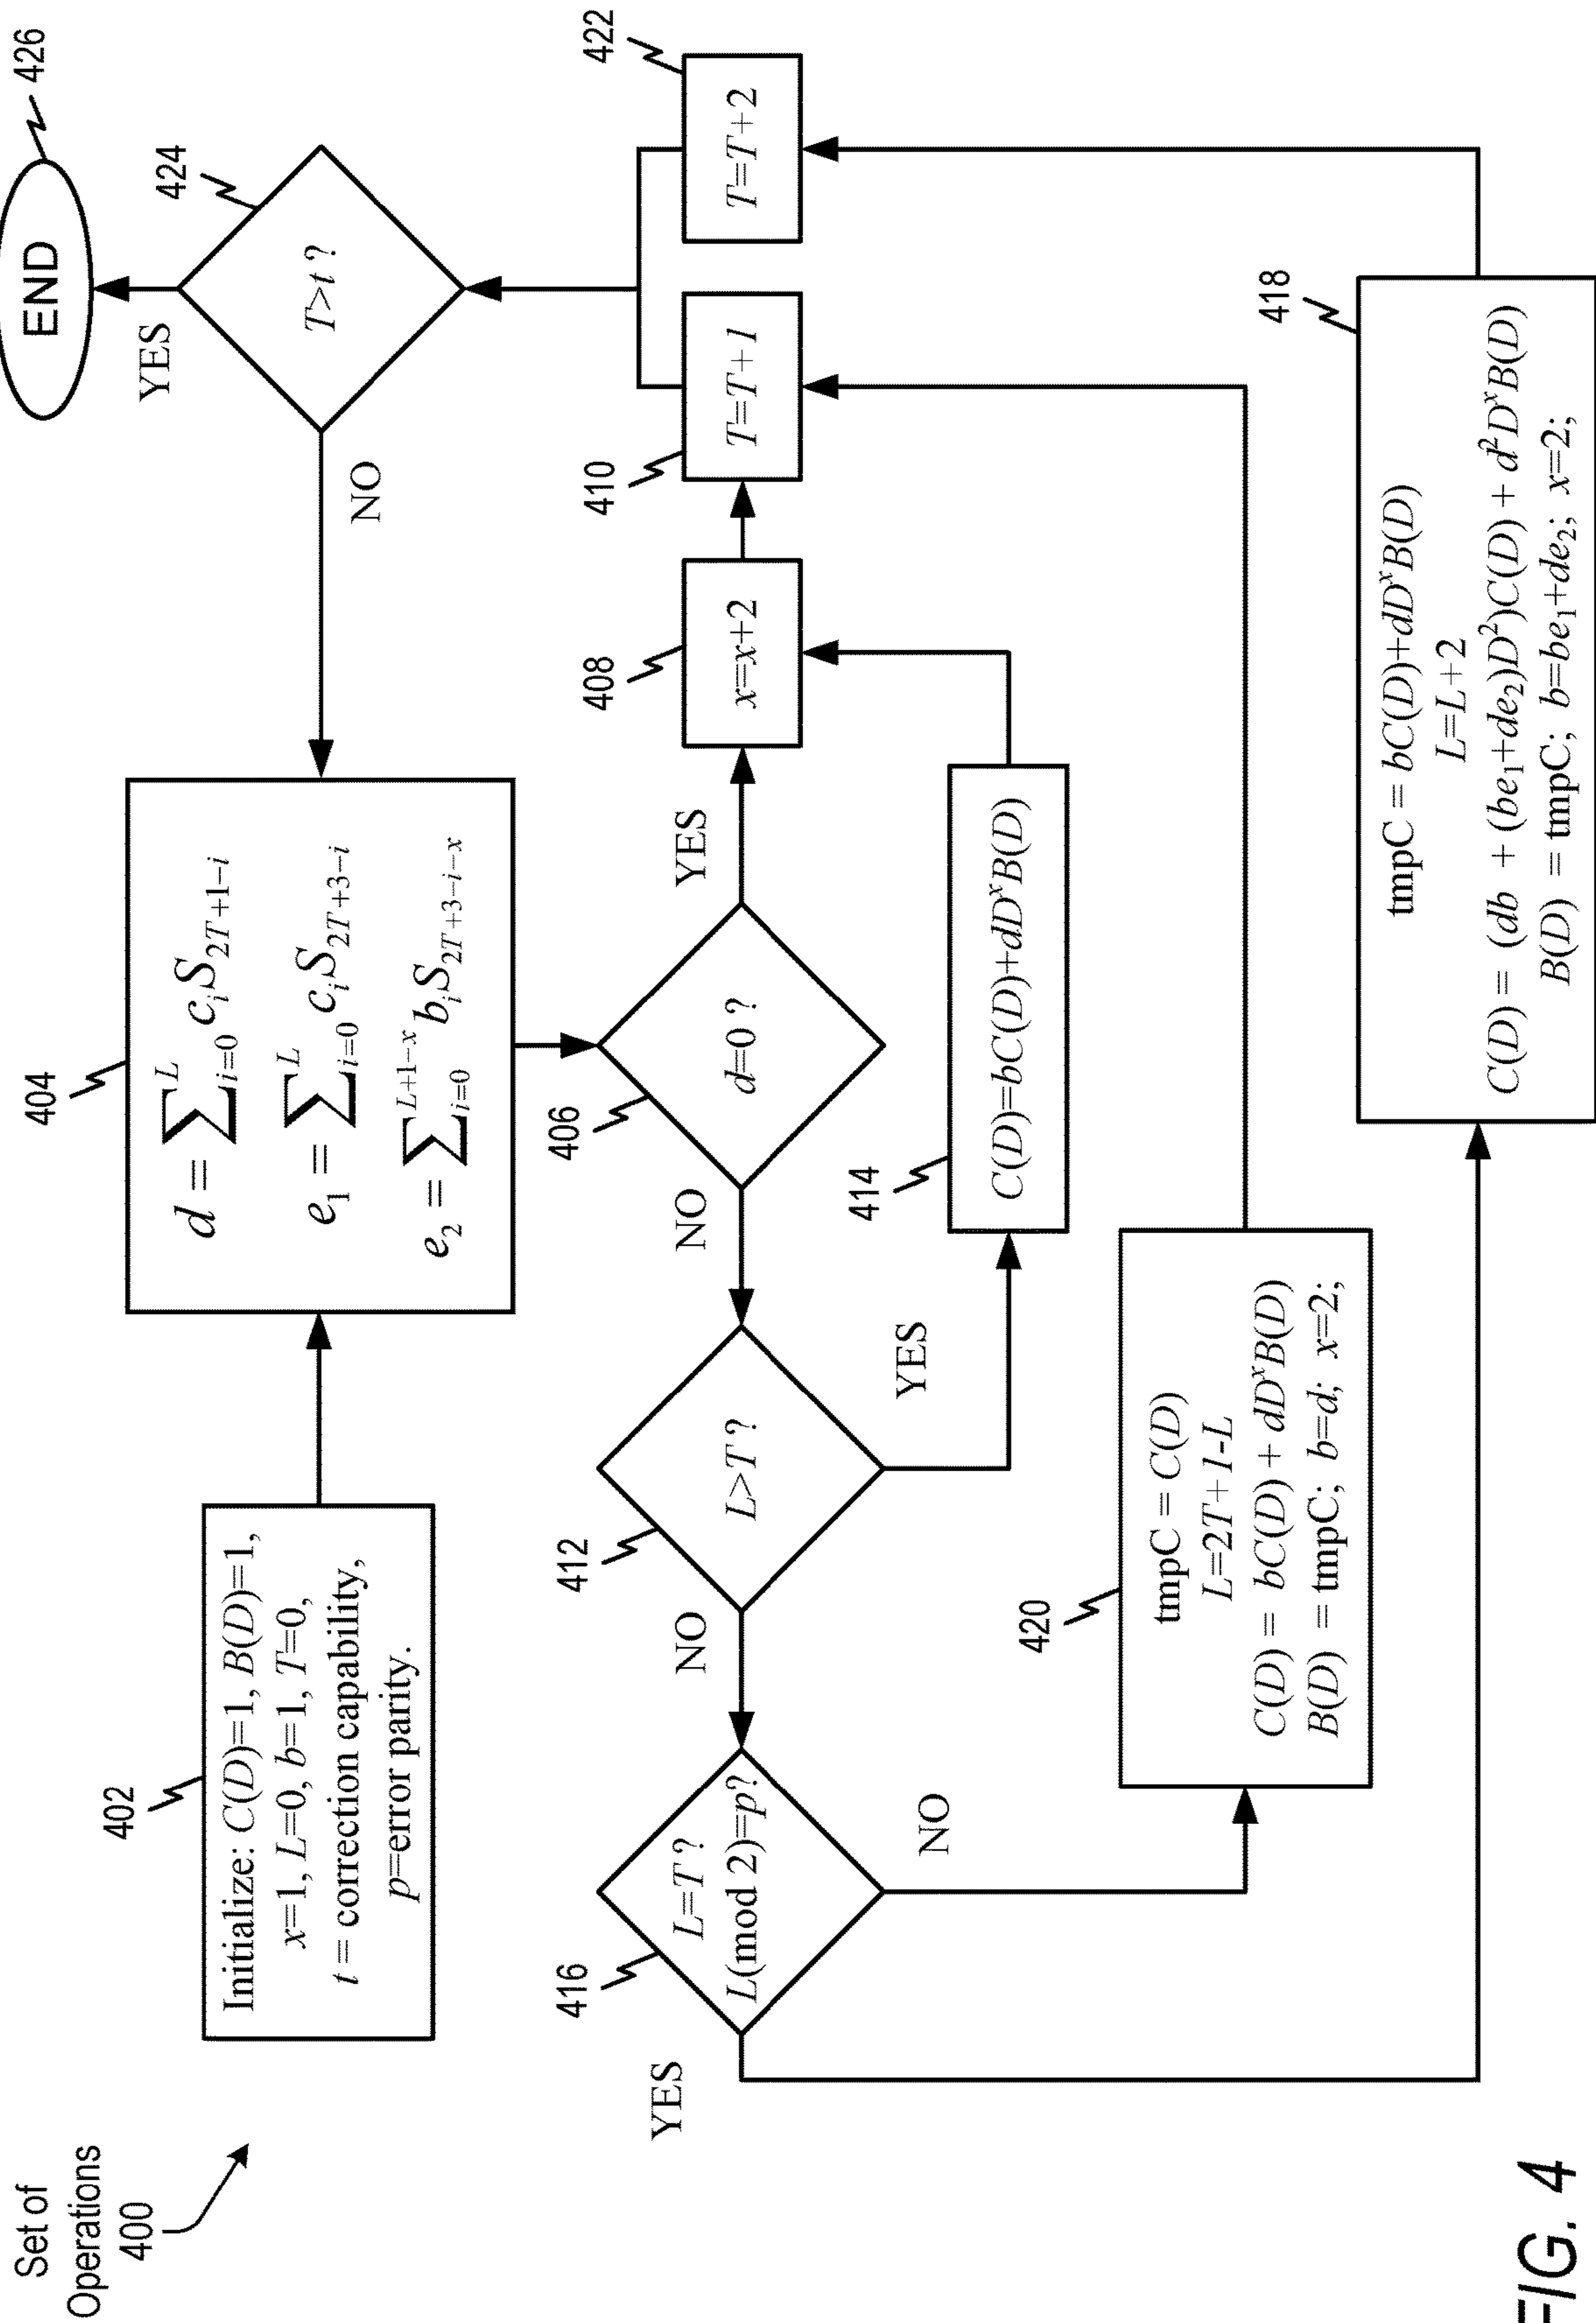 Set of
Operations
400
402
Initialize: C(D)=1, B(D)=1,
x=1, L=0, b=1, T=0,
t = correction capability,
p=error parity.
404
d = ∑_{i=0}^{L} c_i S_{2T+1-i}
e_1 = ∑_{i=0}^{L} c_i S_{2T+3-i}
e_2 = ∑_{i=0}^{L+1-x} b_i S_{2T+3-i-x}
406
d=0 ?
YES
NO
408
x=x+2
410
T=T+1
412
L>T ?
YES
NO
414
C(D)=bC(D)+dD^xB(D)
416
L=T ?
L(mod 2)=p?
YES
NO
418
tmpC = bC(D)+dD^xB(D)
L=L+2
C(D) = (db + (be_1+de_2)D^2)C(D) + d^2D^xB(D)
B(D) = tmpC; b=be_1+de_2; x=2;
420
tmpC = C(D)
L=2T+1-L
C(D) = bC(D) + dD^xB(D)
B(D) = tmpC; b=d; x=2;
422
T=T+2
424
T>t ?
YES
NO
426
END
FIG. 4